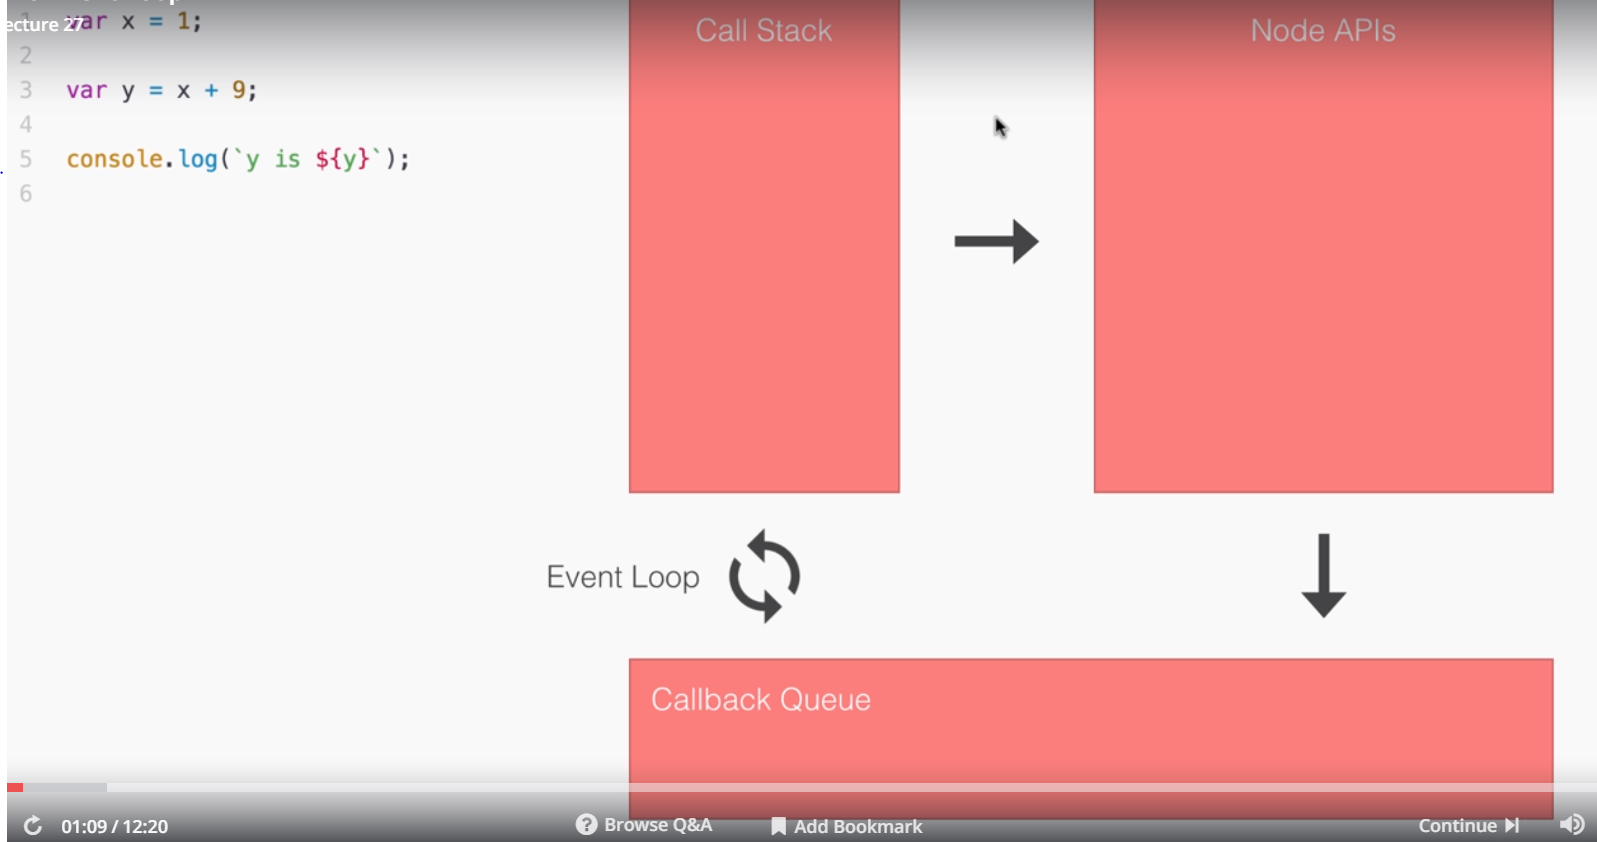 ecture 27
var x = 1;
2
3 var y = x + 9;
4
5 console.log(`y is ${y}`);
6
Call Stack
Node APIs
Event Loop
Callback Queue
01:09 / 12:20
? Browse Q&A
Add Bookmark
Continue